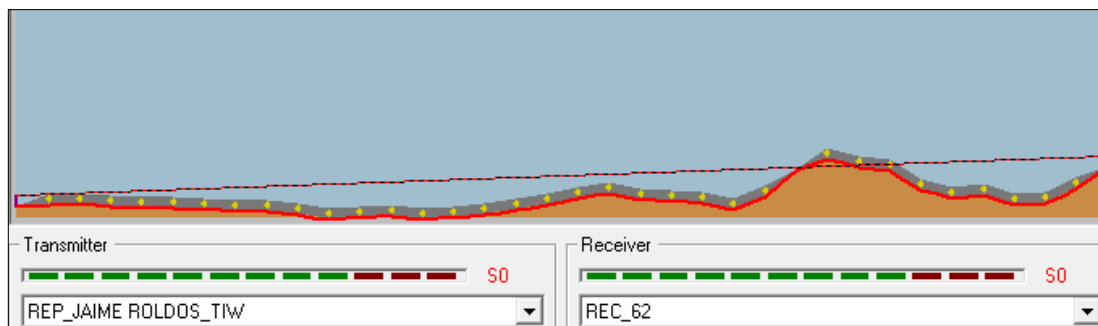 Transmitter
S0
REP_JAIME ROLDOS_TIW
Receiver
S0
REC_62